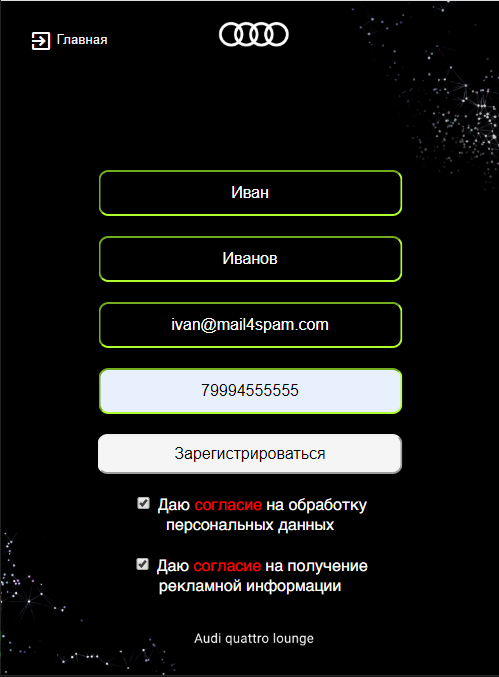 Главная
Иван
Иванов
ivan@mail4spam.com
79994555555
Зарегистрироваться
Даю согласие на обработку
персональных данных
Даю согласие на получение
рекламной информации
Audi quattro lounge